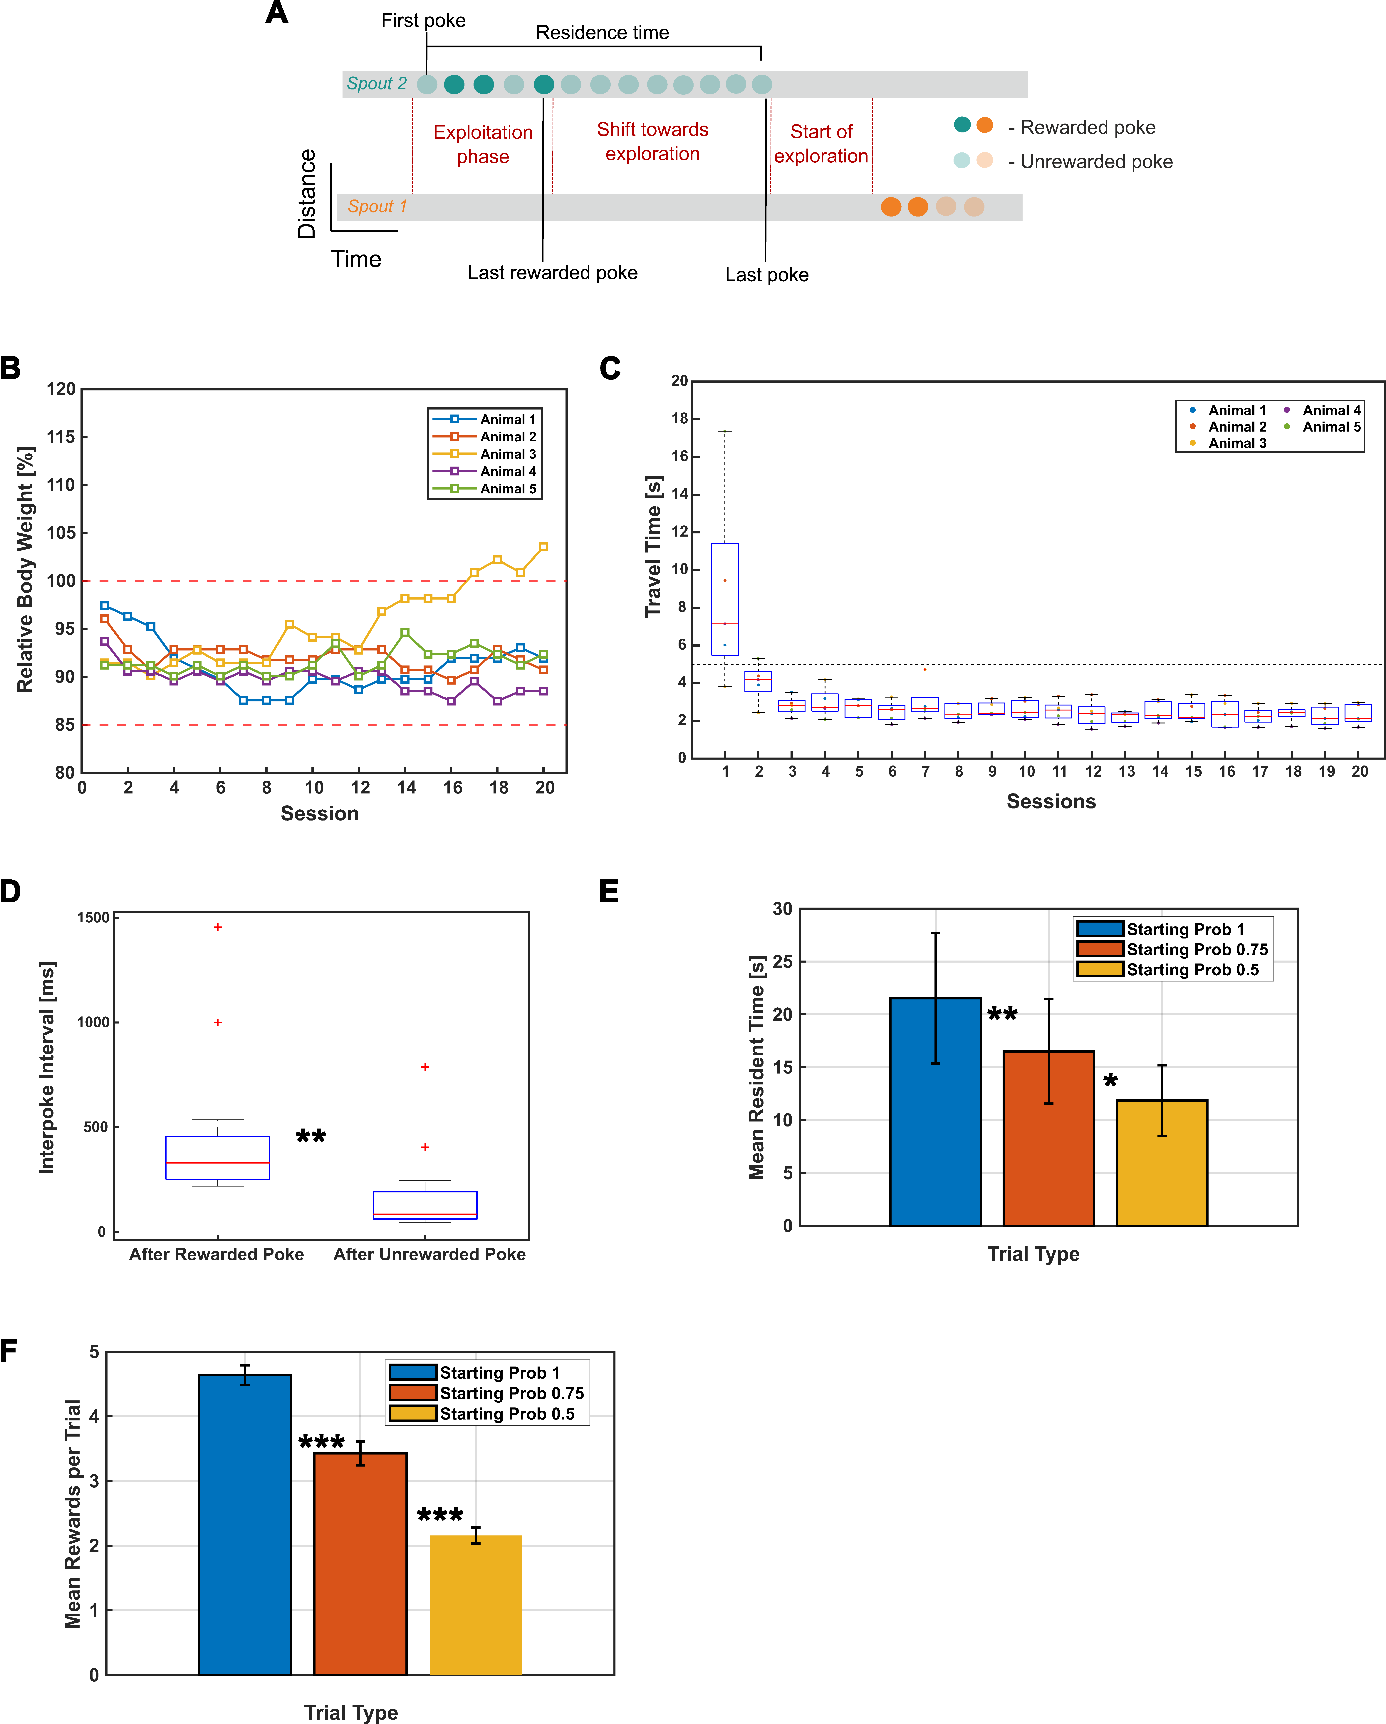 A
First poke
Residence time
Spout 2
Exploitation
phase
Shift towards
exploration
Start of
exploration
- Rewarded poke
- Unrewarded poke
Distance
Spout 1
Time
Last rewarded poke
Last poke
B
120
115
110
105
100
95
90
85
80
0
2
4
6
8
10
12
14
16
18
20
Relative Body Weight [%]
Session
Animal 1
Animal 2
Animal 3
Animal 4
Animal 5
C
20
18
16
14
12
10
8
6
4
2
0
1
2
3
4
5
6
7
8
9
10
11
12
13
14
15
16
17
18
19
20
Travel Time [s]
Sessions
Animal 1
Animal 2
Animal 3
Animal 4
Animal 5
D
1500
1000
500
0
Interpoke Interval [ms]
**
After Rewarded Poke
After Unrewarded Poke
E
30
25
20
15
10
5
0
Mean Resident Time [s]
Starting Prob 1
Starting Prob 0.75
Starting Prob 0.5
**
*
Trial Type
F
5
4
3
2
1
0
Mean Rewards per Trial
Starting Prob 1
Starting Prob 0.75
Starting Prob 0.5
***
***
Trial Type